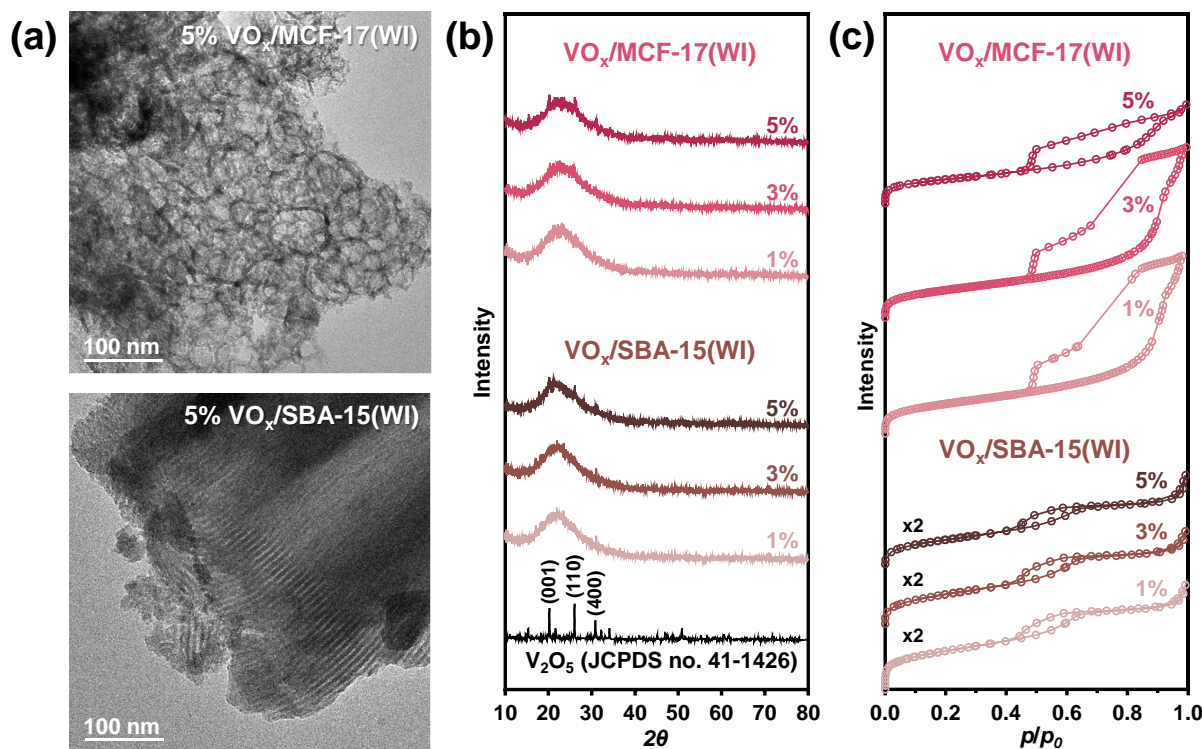 (a)
5% VOx/MCF-17(WI)
100 nm
5% VOx/SBA-15(WI)
100 nm
(b)
VOx/MCF-17(WI)
5%
3%
1%
VOx/SBA-15(WI)
5%
3%
1%
(001)
(110)
(400)
V2O5 (JCPDS no. 41-1426)
Intensity
10 20 30 40 50 60 70 80
2θ
(c)
VOx/MCF-17(WI)
5%
3%
1%
VOx/SBA-15(WI)
5%
x2
3%
x2
1%
x2
Intensity
0.0 0.2 0.4 0.6 0.8 1.0
p/p0